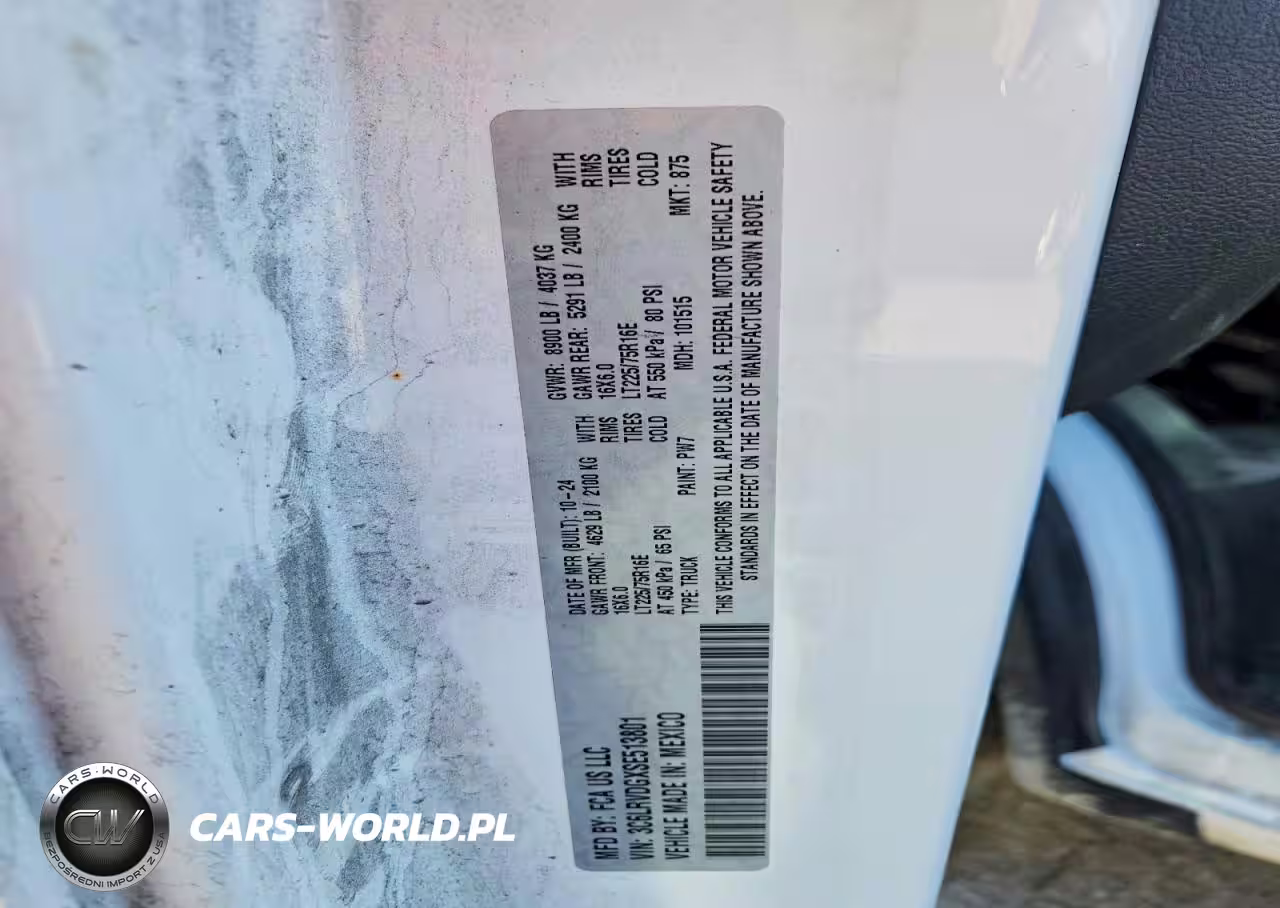 MFD BY: FCA US LLC
VIN: 3C6LRVDGXSE513801
VEHICLE MADE IN: MEXICO
DATE OF MFR (BUILT): 10-24 GVWR: 8900 LB / 4037 KG
GAWR FRONT: 4629 LB / 2100 KG WITH GAWR REAR: 5291 LB / 2400 KG WITH
16X6.0 RIMS 16X6.0 RIMS
LT225/75R16E TIRES LT225/75R16E TIRES
AT 450 kPa / 65 PSI COLD AT 550 kPa / 80 PSI COLD
TYPE: TRUCK PAINT: PW7 MDH: 101515 MKT: 875
THIS VEHICLE CONFORMS TO ALL APPLICABLE U.S.A. FEDERAL MOTOR VEHICLE SAFETY
STANDARDS IN EFFECT ON THE DATE OF MANUFACTURE SHOWN ABOVE.
CARS-WORLD
CW
BEZPOŚREDNI IMPORT Z USA
CARS-WORLD.PL